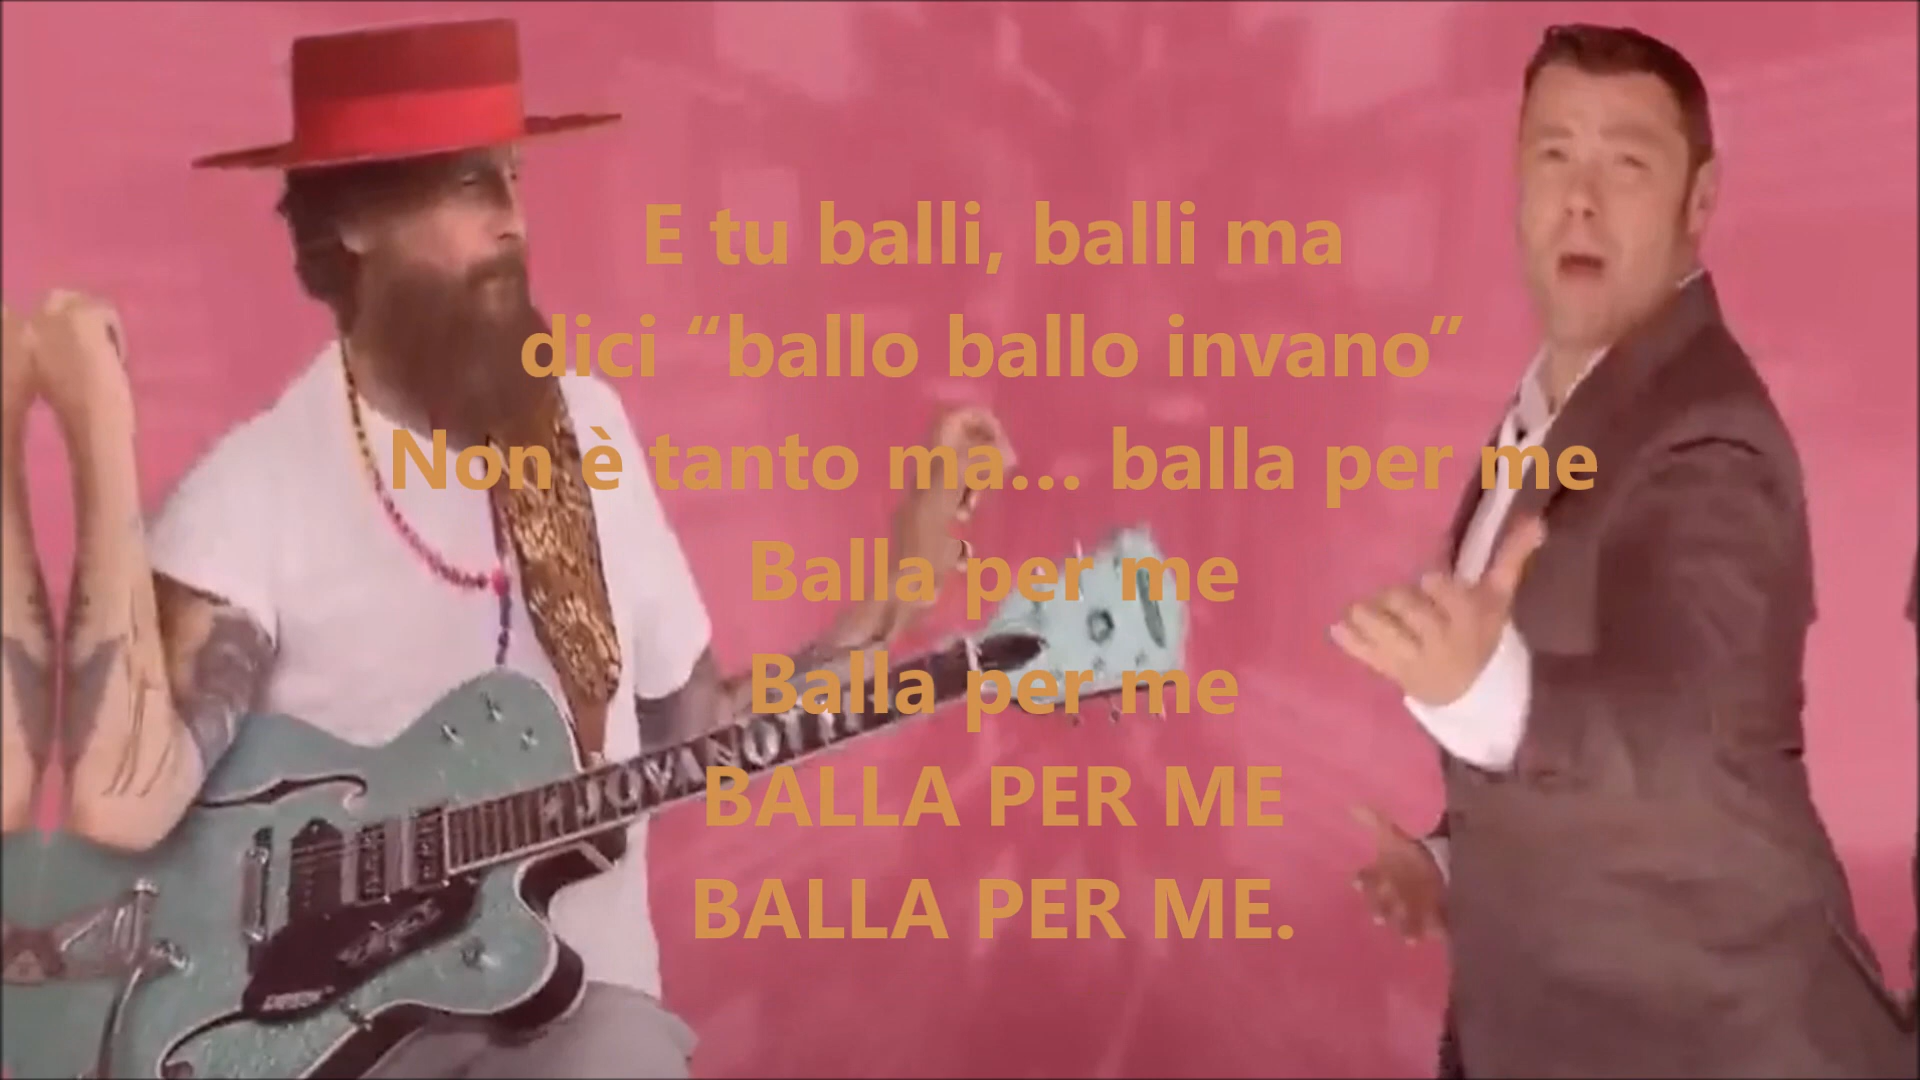 E tu balli, balli ma
dici “ballo ballo invano”
Non è tanto ma... balla per me
Balla per me
Balla per me
JOVANOTTI
BALLA PER ME
BALLA PER ME.